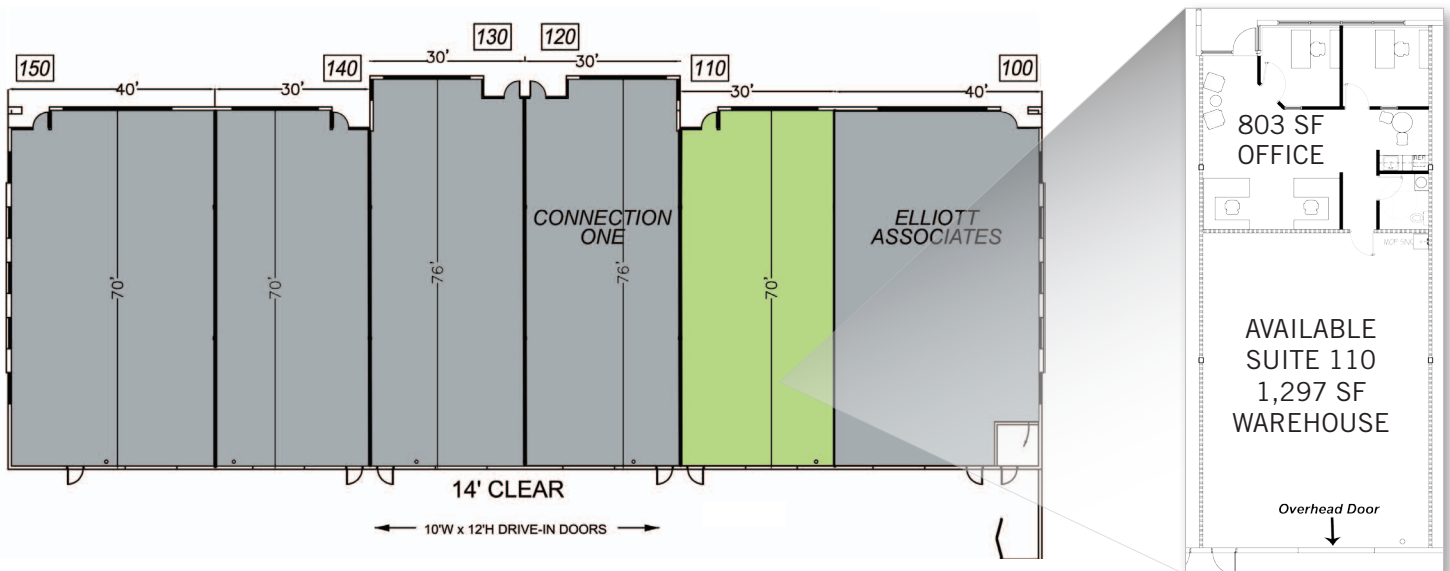 150
140
130
120
110
100
40'
30'
30'
30'
30'
40'
70'
70'
76'
76'
70'
CONNECTION
ONE
ELLIOTT
ASSOCIATES
14' CLEAR
10'W x 12'H DRIVE-IN DOORS
803 SF
OFFICE
REF
MOP SINK
AVAILABLE
SUITE 110
1,297 SF
WAREHOUSE
Overhead Door